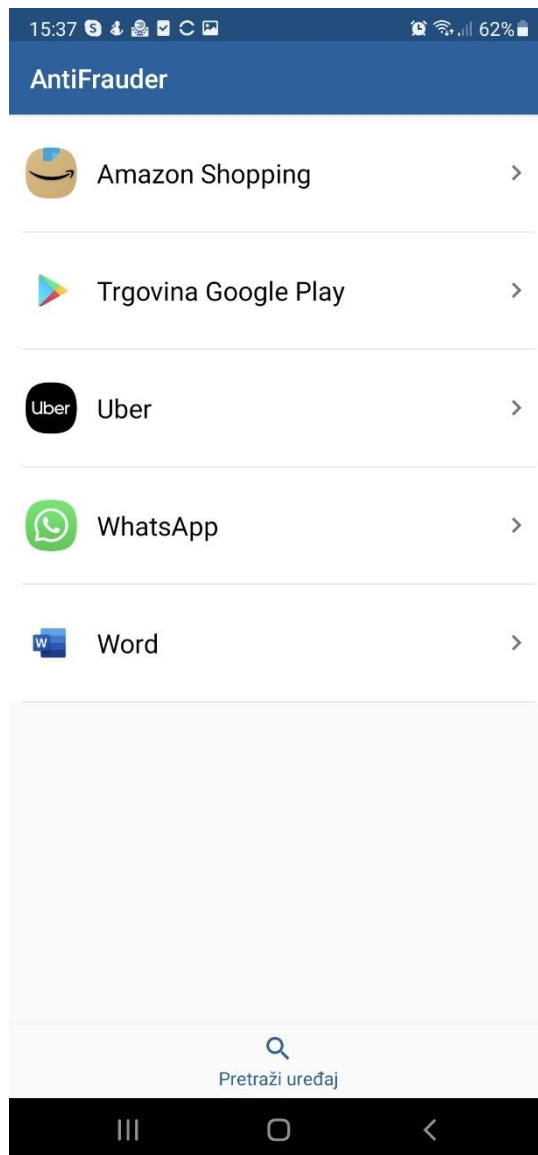 15:37 62%
AntiFrauder
Amazon Shopping
Trgovina Google Play
Uber Uber
WhatsApp
W Word
Pretraži uređaj